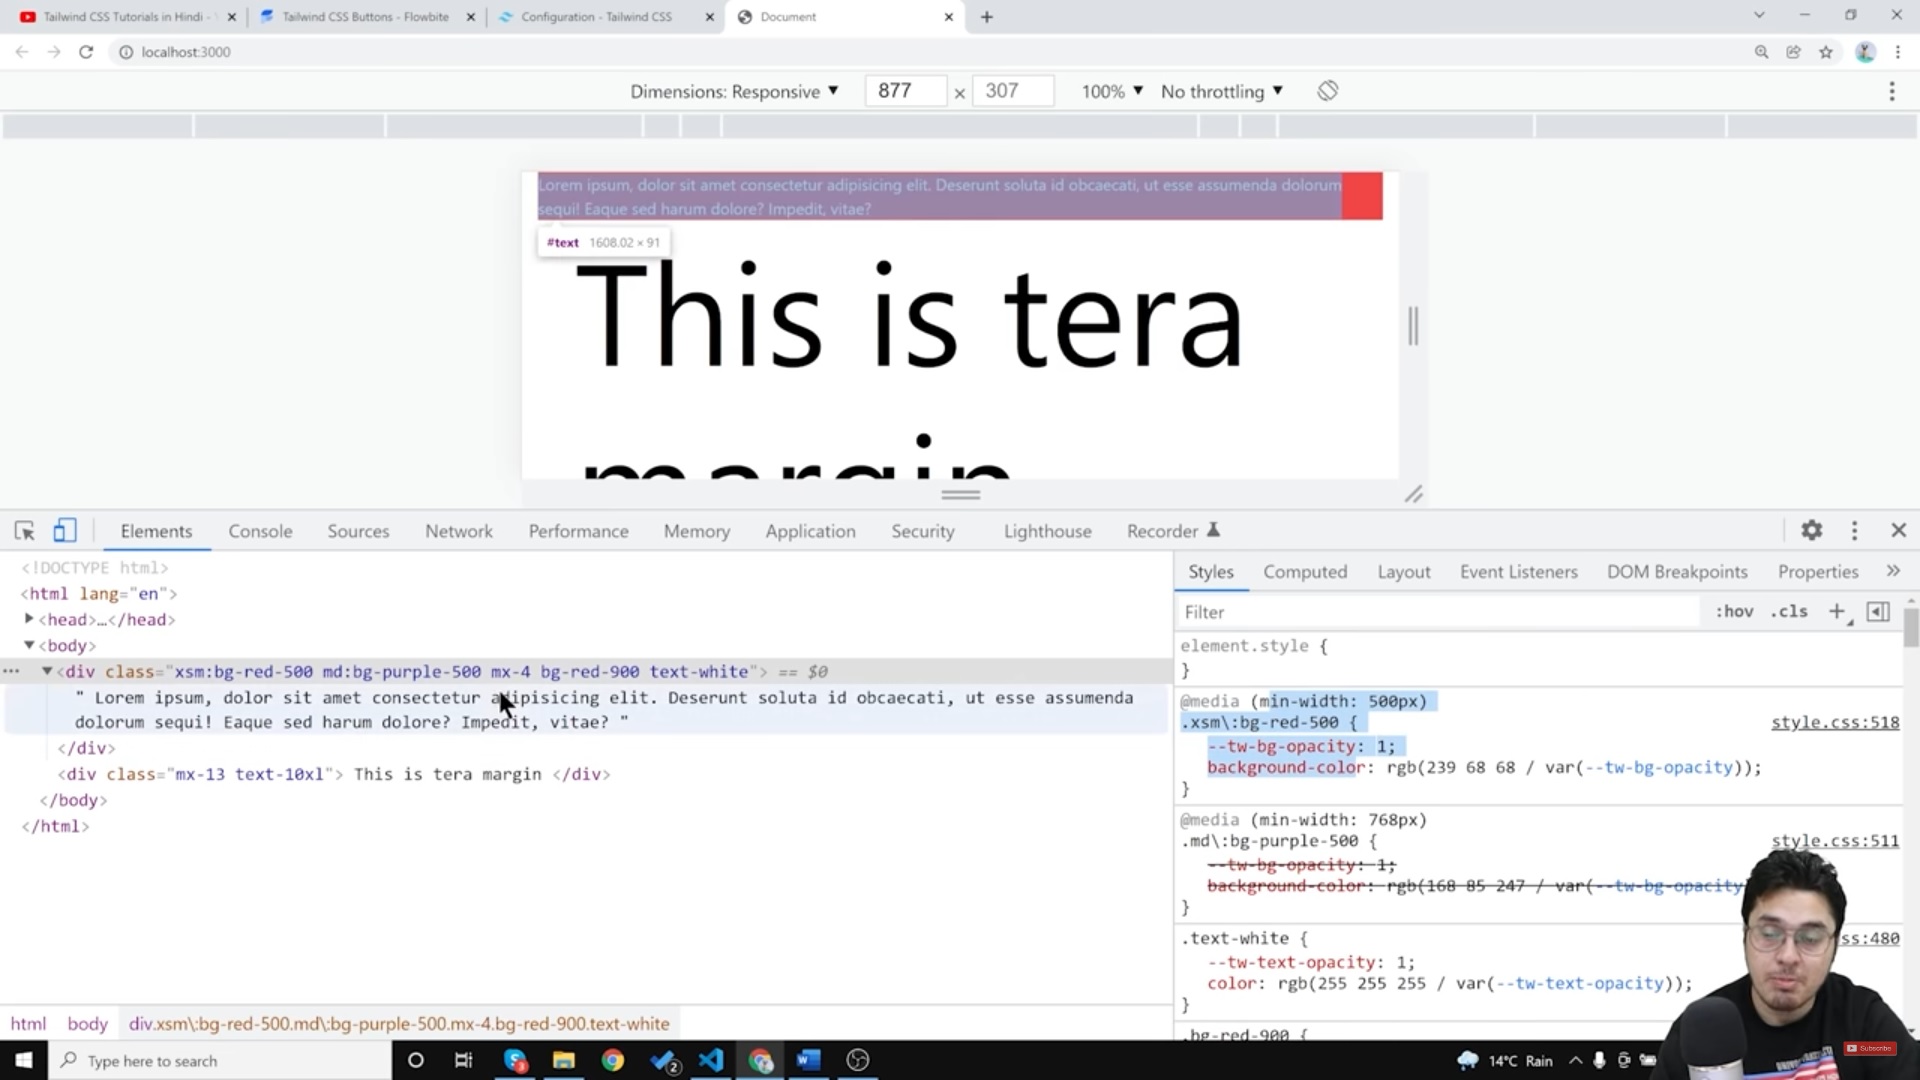 Tailwind CSS Tutorials in Hindi -
Tailwind CSS Buttons - Flowbite
Configuration - Tailwind CSS
Document
localhost:3000
Dimensions: Responsive 877 × 307 100% No throttling
Lorem ipsum, dolor sit amet consectetur adipisicing elit. Deserunt soluta id obcaecati, ut esse assumenda dolorum
sequi! Eaque sed harum dolore? Impedit, vitae?
#text 1608.02 × 91
This is tera
margin
Elements Console Sources Network Performance Memory Application Security Lighthouse Recorder
<!DOCTYPE html>
<html lang="en">
<head>…</head>
<body>
<div class="xsm:bg-red-500 md:bg-purple-500 mx-4 bg-red-900 text-white"> == $0
" Lorem ipsum, dolor sit amet consectetur adipisicing elit. Deserunt soluta id obcaecati, ut esse assumenda
dolorum sequi! Eaque sed harum dolore? Impedit, vitae? "
</div>
<div class="mx-13 text-10xl"> This is tera margin </div>
</body>
</html>
html body div.xsm\:bg-red-500.md\:bg-purple-500.mx-4.bg-red-900.text-white
Styles Computed Layout Event Listeners DOM Breakpoints Properties
Filter :hov .cls
element.style {
}
@media (min-width: 500px)
.xsm\:bg-red-500 { style.css:518
--tw-bg-opacity: 1;
background-color: rgb(239 68 68 / var(--tw-bg-opacity));
}
@media (min-width: 768px)
.md\:bg-purple-500 { style.css:511
--tw-bg-opacity: 1;
background-color: rgb(168 85 247 / var(--tw-bg-opacity
}
.text-white { ss:480
--tw-text-opacity: 1;
color: rgb(255 255 255 / var(--tw-text-opacity));
}
.bg-red-900 {
Type here to search
3
2
14°C Rain
Subscribe